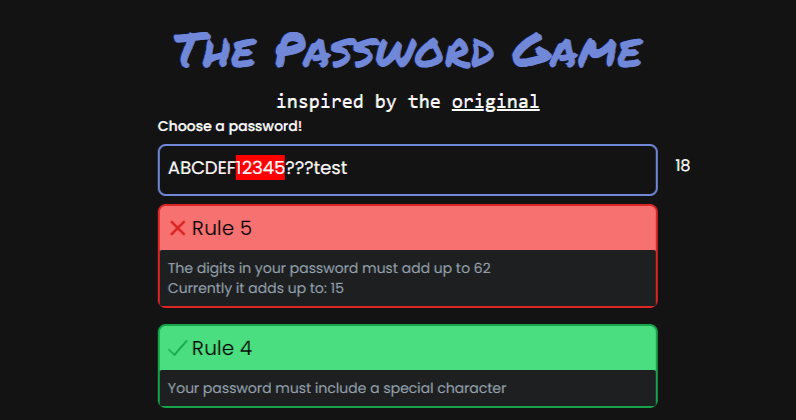 The Password Game
inspired by the original
Choose a password!
ABCDEF12345???test
18
Rule 5
The digits in your password must add up to 62
Currently it adds up to: 15
Rule 4
Your password must include a special character